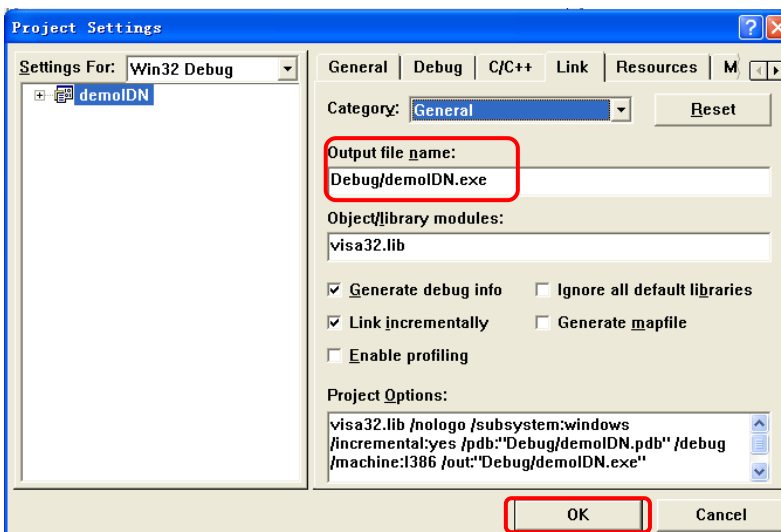 Project Settings
Settings For: Win32 Debug
demoIDN
General Debug C/C++ Link Resources M
Category: General Reset
Output file name:
Debug/demoIDN.exe
Object/library modules:
visa32.lib
Generate debug info Ignore all default libraries
Link incrementally Generate mapfile
Enable profiling
Project Options:
visa32.lib /nologo /subsystem:windows
/incremental:yes /pdb:"Debug/demoIDN.pdb" /debug
/machine:I386 /out:"Debug/demoIDN.exe"
OK Cancel